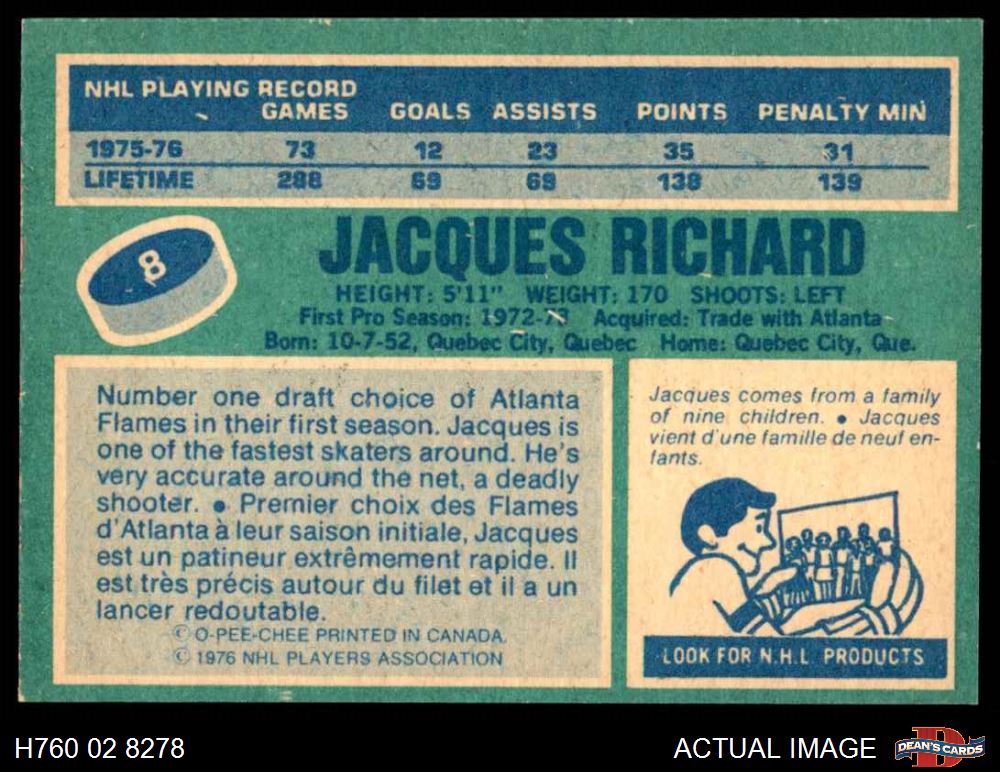 NHL PLAYING RECORD
GAMES GOALS ASSISTS POINTS PENALTY MIN
1975-76 73 12 23 35 31
LIFETIME 288 69 69 138 139
8
JACQUES RICHARD
HEIGHT: 5'11" WEIGHT: 170 SHOOTS: LEFT
First Pro Season: 1972-73 Acquired: Trade with Atlanta
Born: 10-7-52, Quebec City, Quebec Home: Quebec City, Que.
Number one draft choice of Atlanta
Flames in their first season. Jacques is
one of the fastest skaters around. He's
very accurate around the net, a deadly
shooter. • Premier choix des Flames
d'Atlanta à leur saison initiale, Jacques
est un patineur extrêmement rapide. Il
est très précis autour du filet et il a un
lancer redoutable.
© O-PEE-CHEE PRINTED IN CANADA.
© 1976 NHL PLAYERS ASSOCIATION
Jacques comes from a family
of nine children. • Jacques
vient d'une famille de neuf en-
fants.
LOOK FOR N.H.L. PRODUCTS
H760 02 8278
ACTUAL IMAGE
D
DEAN'S CARDS